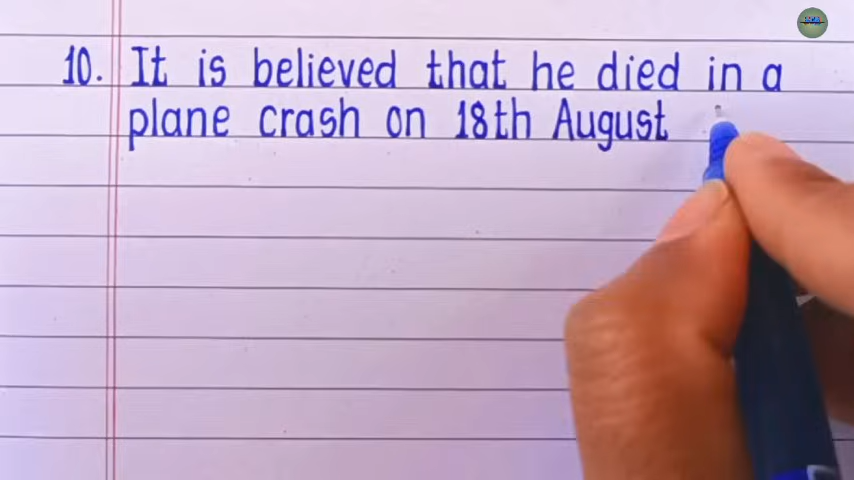 10. It is believed that he died in a
plane crash on 18th August